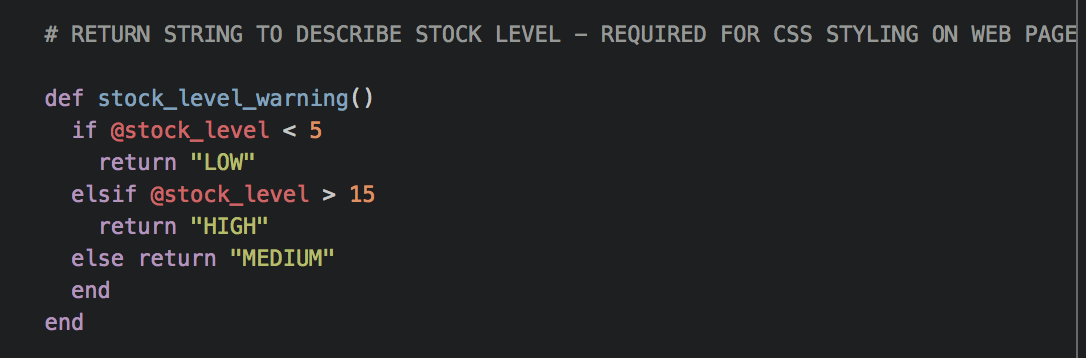 # RETURN STRING TO DESCRIBE STOCK LEVEL – REQUIRED FOR CSS STYLING ON WEB PAGE
def stock_level_warning()
  if @stock_level < 5
    return "LOW"
  elsif @stock_level > 15
    return "HIGH"
  else return "MEDIUM"
  end
end